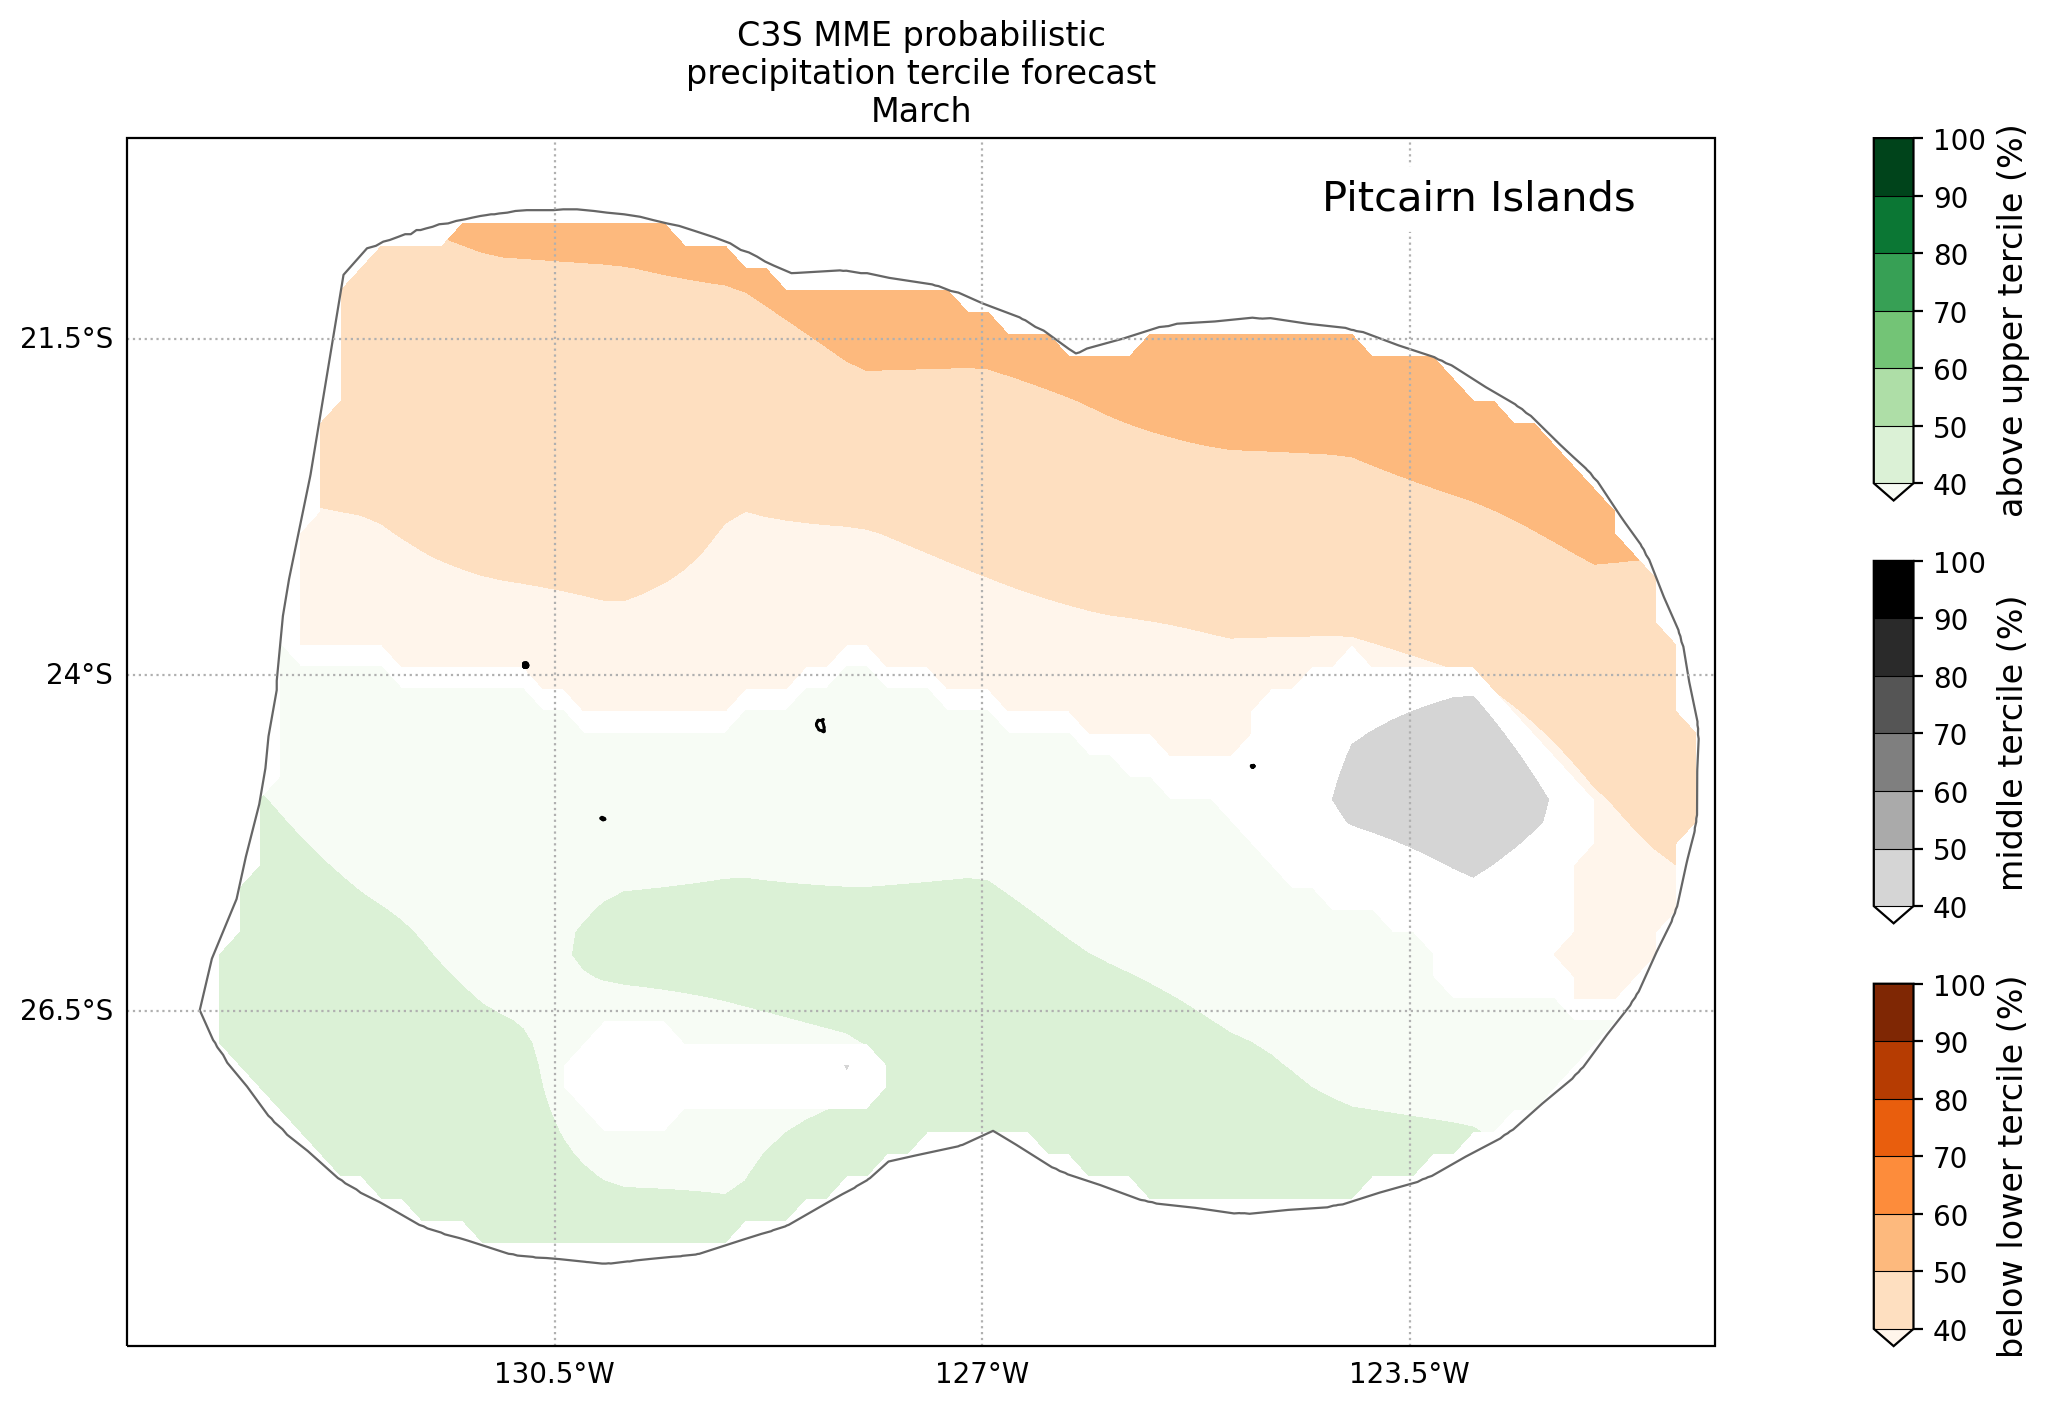 C3S MME probabilistic
precipitation tercile forecast
March
Pitcairn Islands
21.5°S
24°S
26.5°S
130.5°W
127°W
123.5°W
100
90
80
70
60
50
40
above upper tercile (%)
100
90
80
70
60
50
40
middle tercile (%)
100
90
80
70
60
50
40
below lower tercile (%)